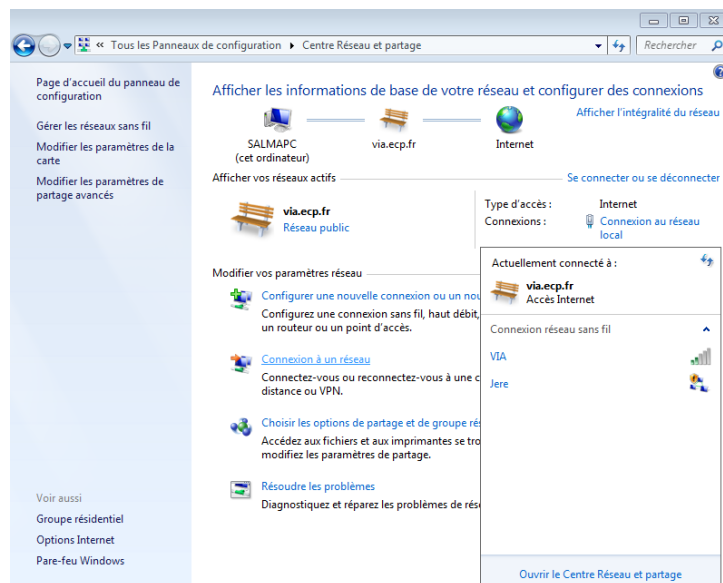 « Tous les Panneaux de configuration ▸ Centre Réseau et partage
Rechercher
Page d'accueil du panneau de
configuration
Gérer les réseaux sans fil
Modifier les paramètres de la
carte
Modifier les paramètres de
partage avancés
Voir aussi
Groupe résidentiel
Options Internet
Pare-feu Windows
Afficher les informations de base de votre réseau et configurer des connexions
Afficher l'intégralité du réseau
SALMAPC
(cet ordinateur)
via.ecp.fr
Internet
Afficher vos réseaux actifs
Se connecter ou se déconnecter
via.ecp.fr
Réseau public
Type d'accès : Internet
Connexions : Connexion au réseau
local
Modifier vos paramètres réseau
Configurer une nouvelle connexion ou un nou
Configurez une connexion sans fil, haut débit,
un routeur ou un point d'accès.
Connexion à un réseau
Connectez-vous ou reconnectez-vous à une c
distance ou VPN.
Choisir les options de partage et de groupe ré
Accédez aux fichiers et aux imprimantes se tro
modifiez les paramètres de partage.
Résoudre les problèmes
Diagnostiquez et réparez les problèmes de rés
Actuellement connecté à :
via.ecp.fr
Accès Internet
Connexion réseau sans fil
VIA
Jere
Ouvrir le Centre Réseau et partage